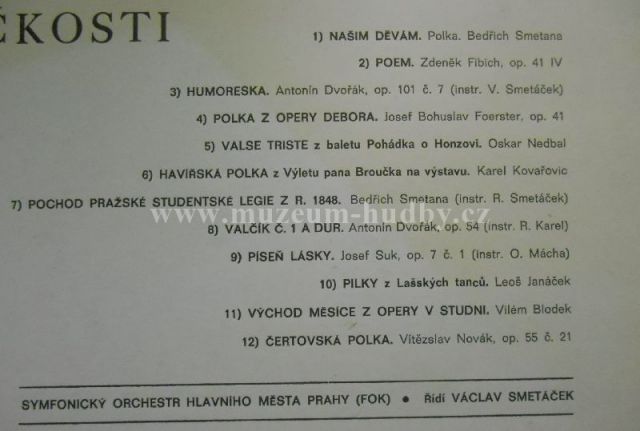 ČKOSTI
1) NAŠIM DĚVÁM. Polka. Bedřich Smetana
2) POEM. Zdeněk Fibich, op. 41 IV
3) HUMORESKA. Antonín Dvořák, op. 101 č. 7 (instr. V. Smetáček)
4) POLKA Z OPERY DEBORA. Josef Bohuslav Foerster, op. 41
5) VALSE TRISTE z baletu Pohádka o Honzovi. Oskar Nedbal
6) HAVÍŘSKÁ POLKA z Výletu pana Broučka na výstavu. Karel Kovařovic
7) POCHOD PRAŽSKÉ STUDENTSKÉ LEGIE Z R. 1848. Bedřich Smetana (instr. R. Smetáček)
www.muzeum-hudby.cz
8) VALČÍK Č. 1 A DUR. Antonín Dvořák, op. 54 (instr. R. Karel)
9) PÍSEŇ LÁSKY. Josef Suk, op. 7 č. 1 (instr. O. Mácha)
10) PILKY z Lašských tanců. Leoš Janáček
11) VÝCHOD MĚSÍCE Z OPERY V STUDNI. Vilém Blodek
12) ČERTOVSKÁ POLKA. Vítězslav Novák, op. 55 č. 21
SYMFONICKÝ ORCHESTR HLAVNÍHO MĚSTA PRAHY (FOK) ● Řídí VÁCLAV SMETÁČEK